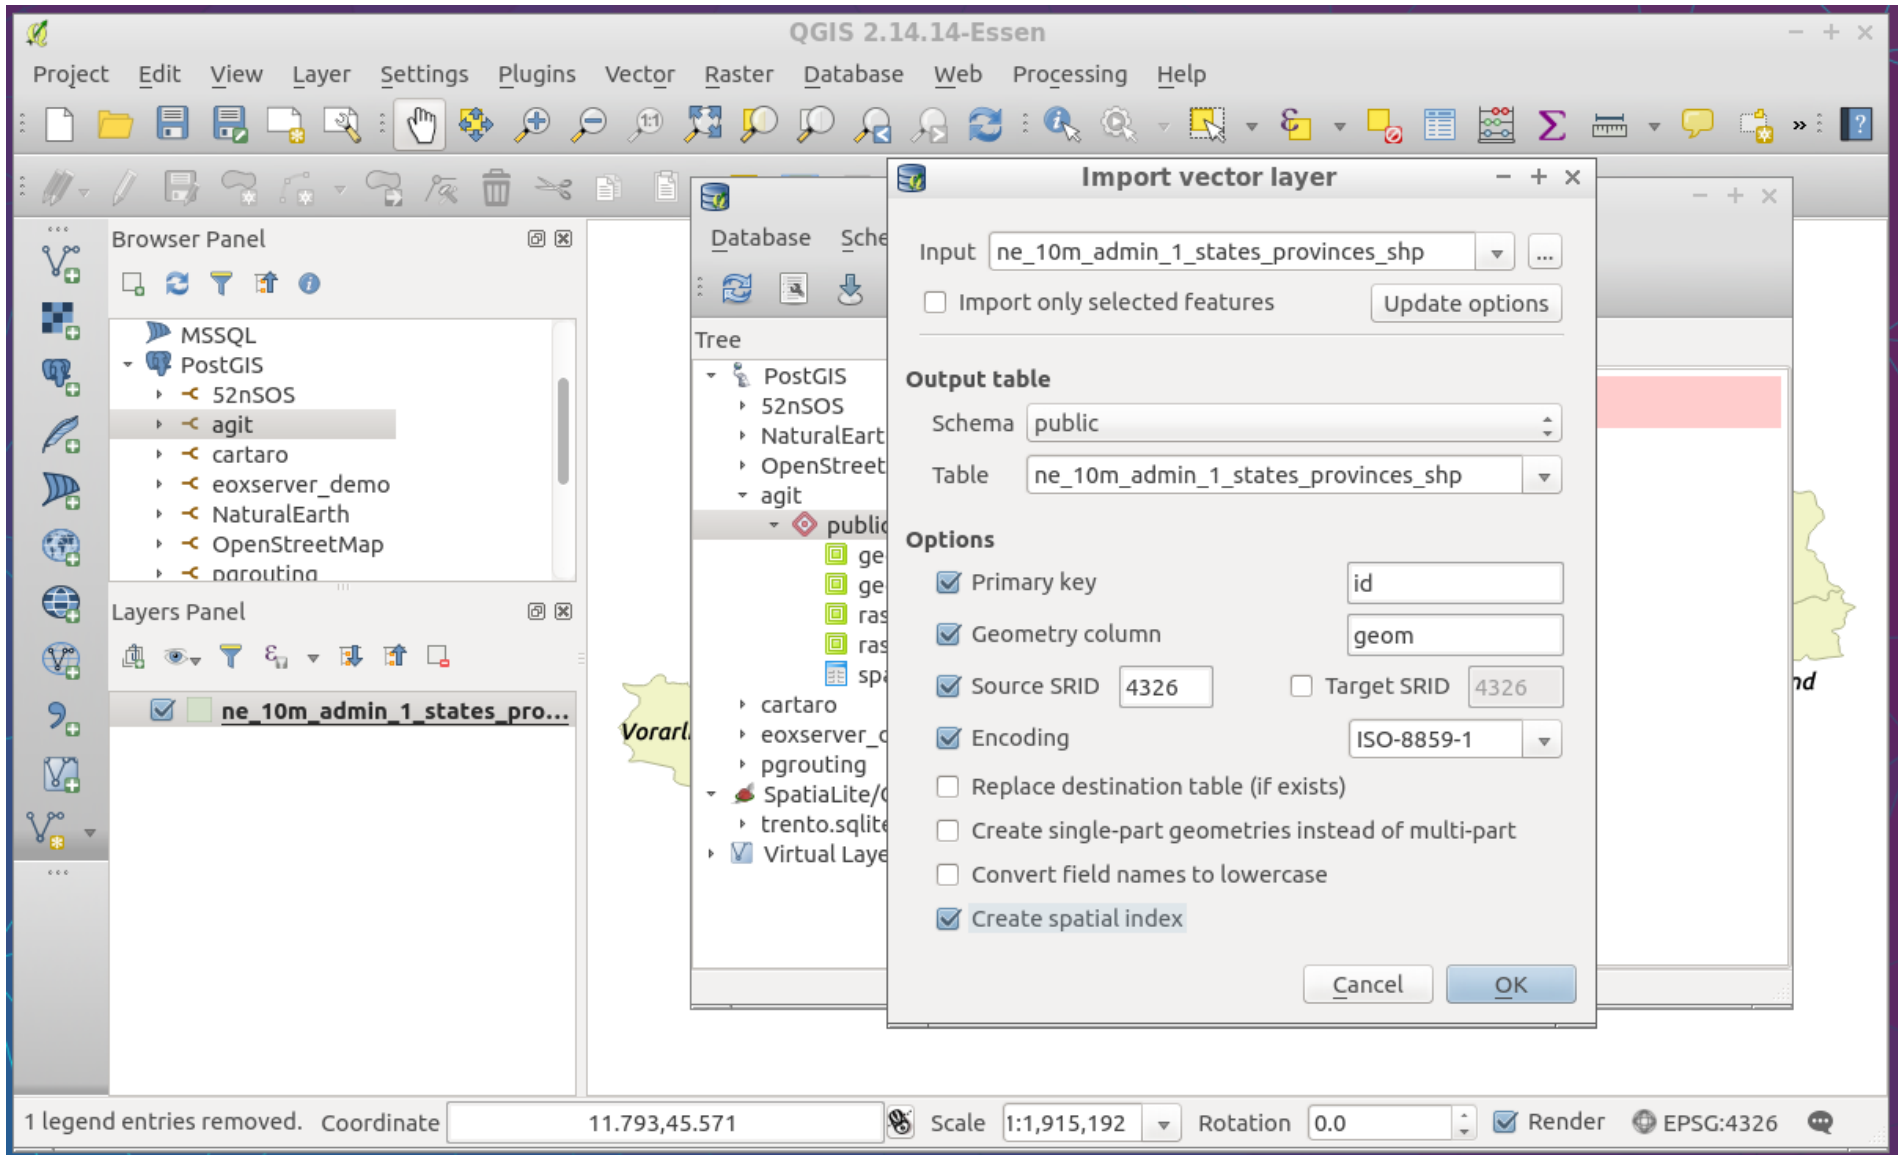 QGIS 2.14.14-Essen
Project Edit View Layer Settings Plugins Vector Raster Database Web Processing Help
1:1
»
?
Browser Panel
MSSQL
PostGIS
52nSOS
agit
cartaro
eoxserver_demo
NaturalEarth
OpenStreetMap
pgrouting
Layers Panel
ne_10m_admin_1_states_pro...
Vorarl
nd
Database Sche
Tree
PostGIS
52nSOS
NaturalEart
OpenStreet
agit
public
ge
ge
ras
ras
spa
cartaro
eoxserver_d
pgrouting
SpatiaLite/
trento.sqlite
Virtual Laye
Import vector layer
Input ne_10m_admin_1_states_provinces_shp ...
Import only selected features Update options
Output table
Schema public
Table ne_10m_admin_1_states_provinces_shp
Options
Primary key id
Geometry column geom
Source SRID 4326 Target SRID 4326
Encoding ISO-8859-1
Replace destination table (if exists)
Create single-part geometries instead of multi-part
Convert field names to lowercase
Create spatial index
Cancel OK
1 legend entries removed. Coordinate 11.793,45.571 Scale 1:1,915,192 Rotation 0.0 Render EPSG:4326